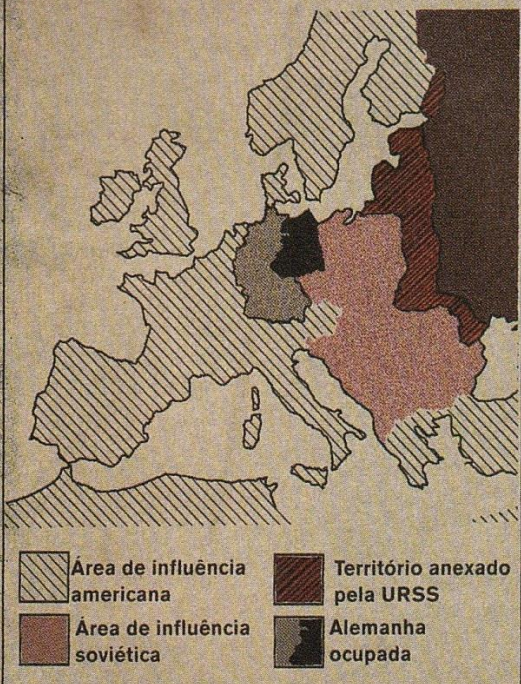 Área de influência
americana
Território anexado
pela URSS
Área de influência
soviética
Alemanha
ocupada